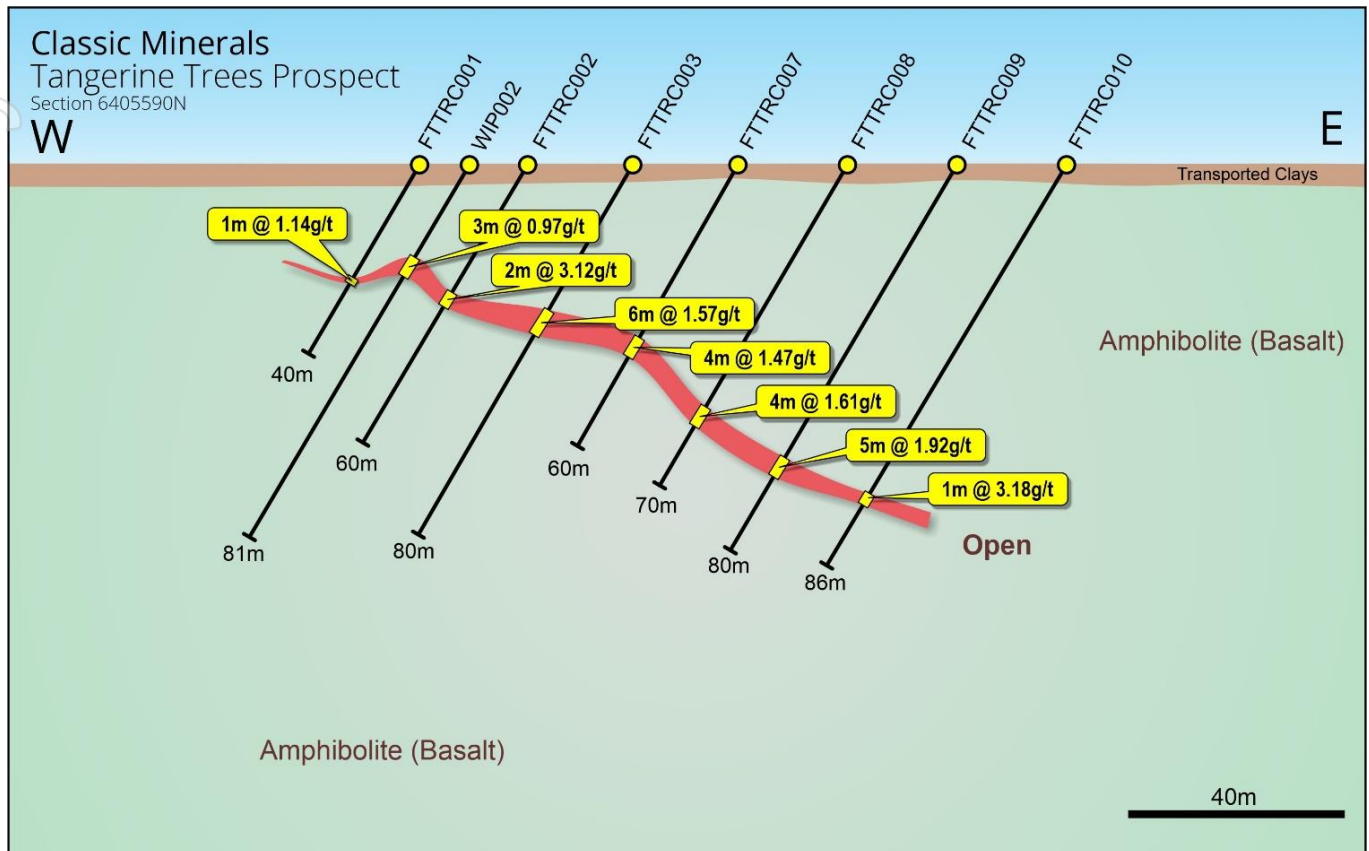 Classic Minerals
Tangerine Trees Prospect
Section 6405590N
W
E
FTTRC001
WIP002
FTTRC002
FTTRC003
FTTRC007
FTTRC008
FTTRC009
FTTRC010
Transported Clays
1m @ 1.14g/t
3m @ 0.97g/t
2m @ 3.12g/t
6m @ 1.57g/t
4m @ 1.47g/t
4m @ 1.61g/t
5m @ 1.92g/t
1m @ 3.18g/t
Amphibolite (Basalt)
40m
60m
60m
70m
81m
80m
80m
86m
Open
Amphibolite (Basalt)
40m